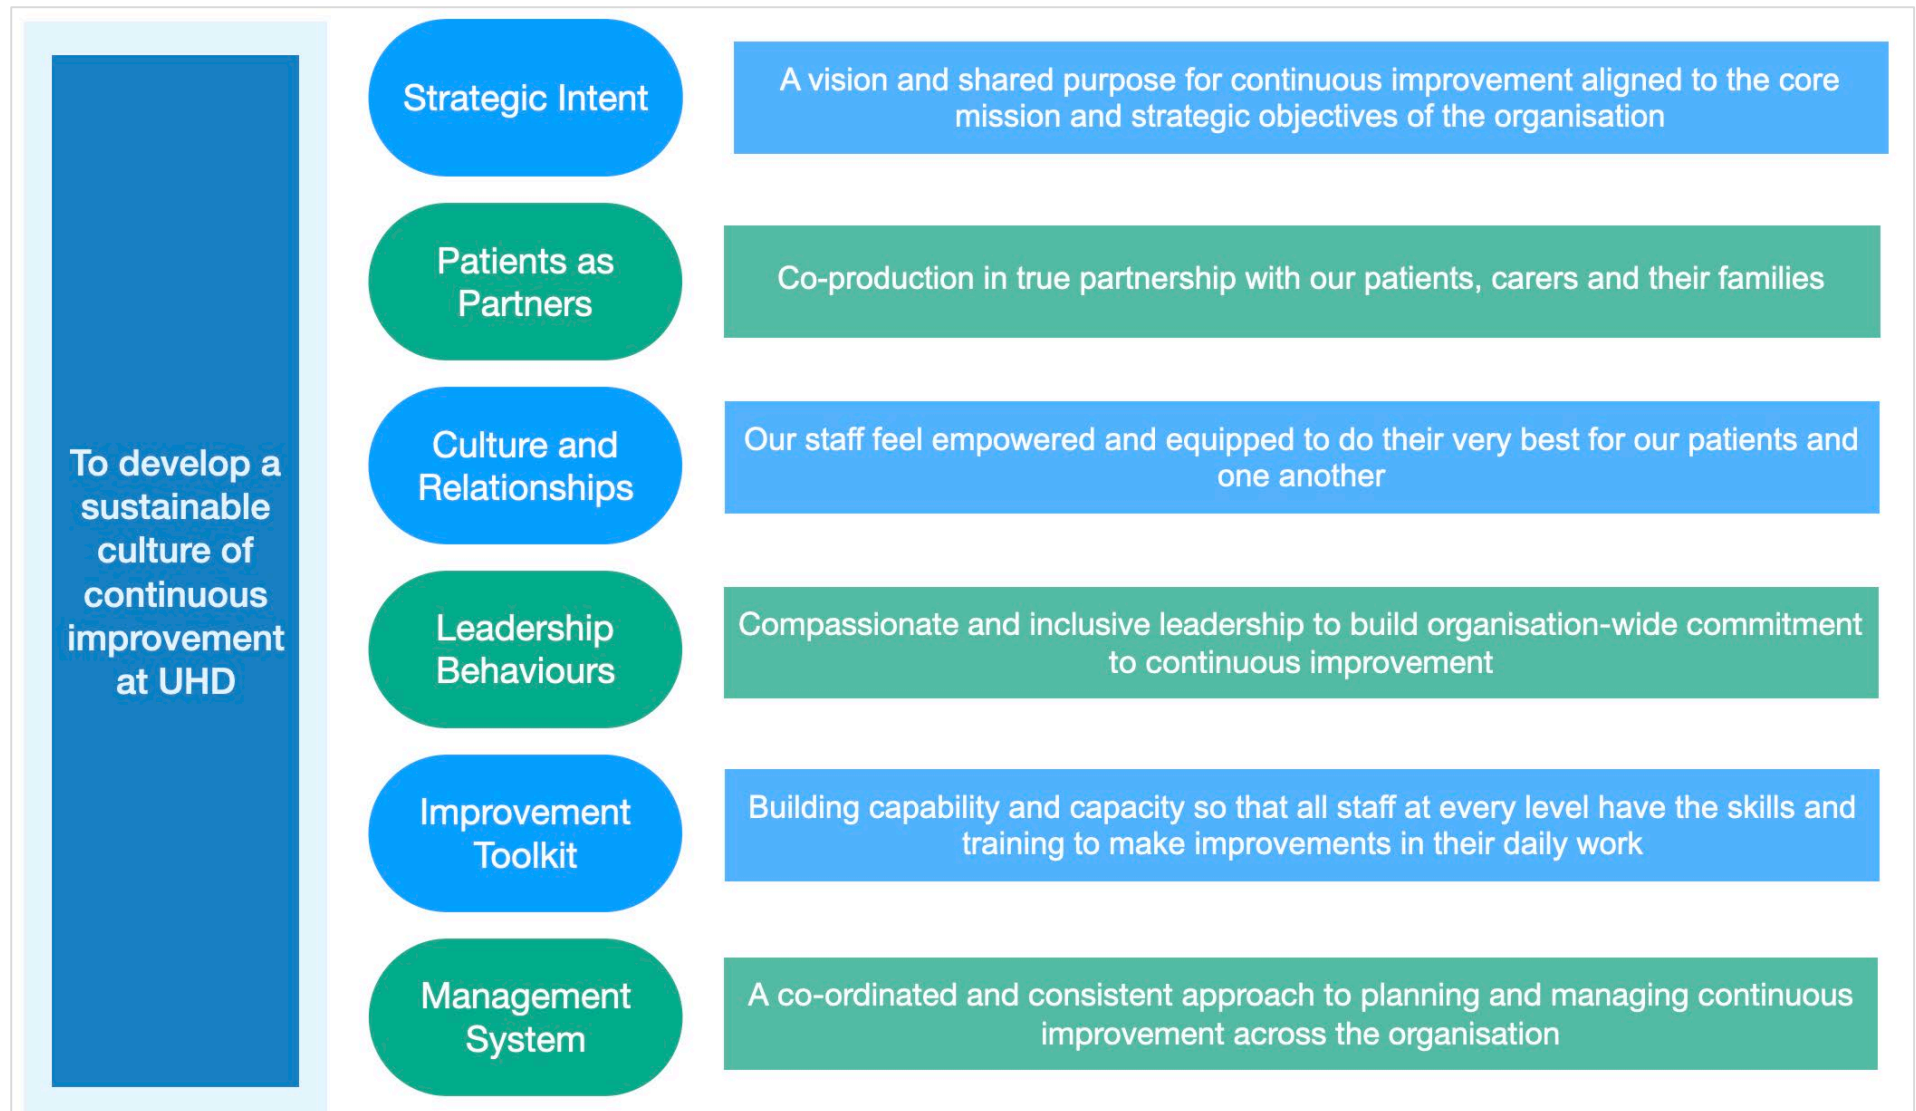 To develop a
sustainable
culture of
continuous
improvement
at UHD
Strategic Intent
A vision and shared purpose for continuous improvement aligned to the core
mission and strategic objectives of the organisation
Patients as
Partners
Co-production in true partnership with our patients, carers and their families
Culture and
Relationships
Our staff feel empowered and equipped to do their very best for our patients and
one another
Leadership
Behaviours
Compassionate and inclusive leadership to build organisation-wide commitment
to continuous improvement
Improvement
Toolkit
Building capability and capacity so that all staff at every level have the skills and
training to make improvements in their daily work
Management
System
A co-ordinated and consistent approach to planning and managing continuous
improvement across the organisation